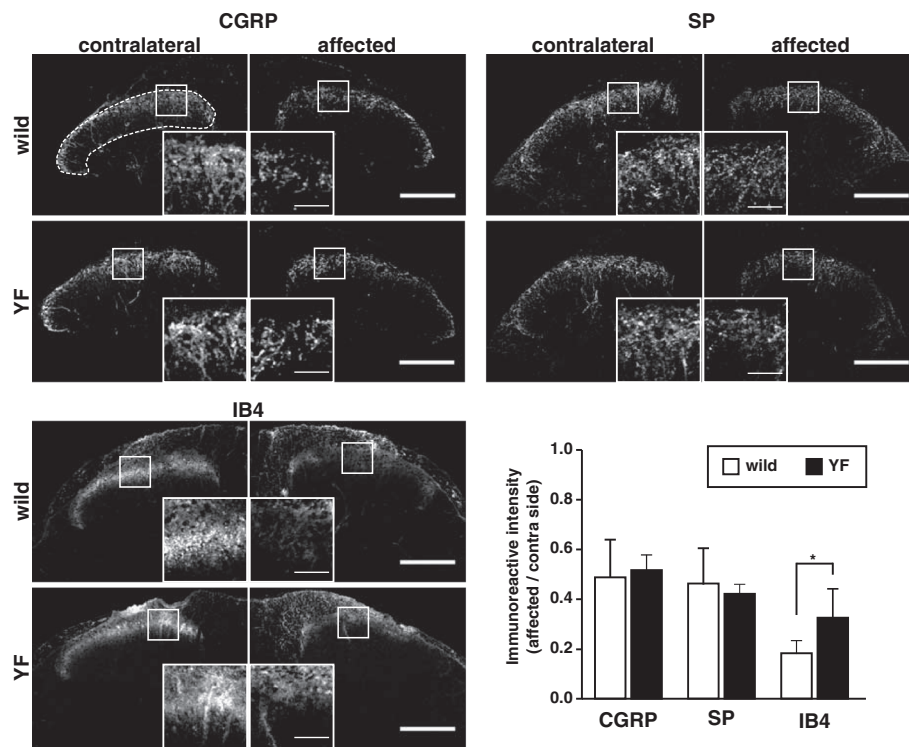 CGRP
contralateral affected
wild
YF
SP
contralateral affected
IB4
wild
YF
Immunoreactive intensity
(affected / contra side)
1.0
0.8
0.6
0.4
0.2
0.0
wild YF
*
CGRP SP IB4